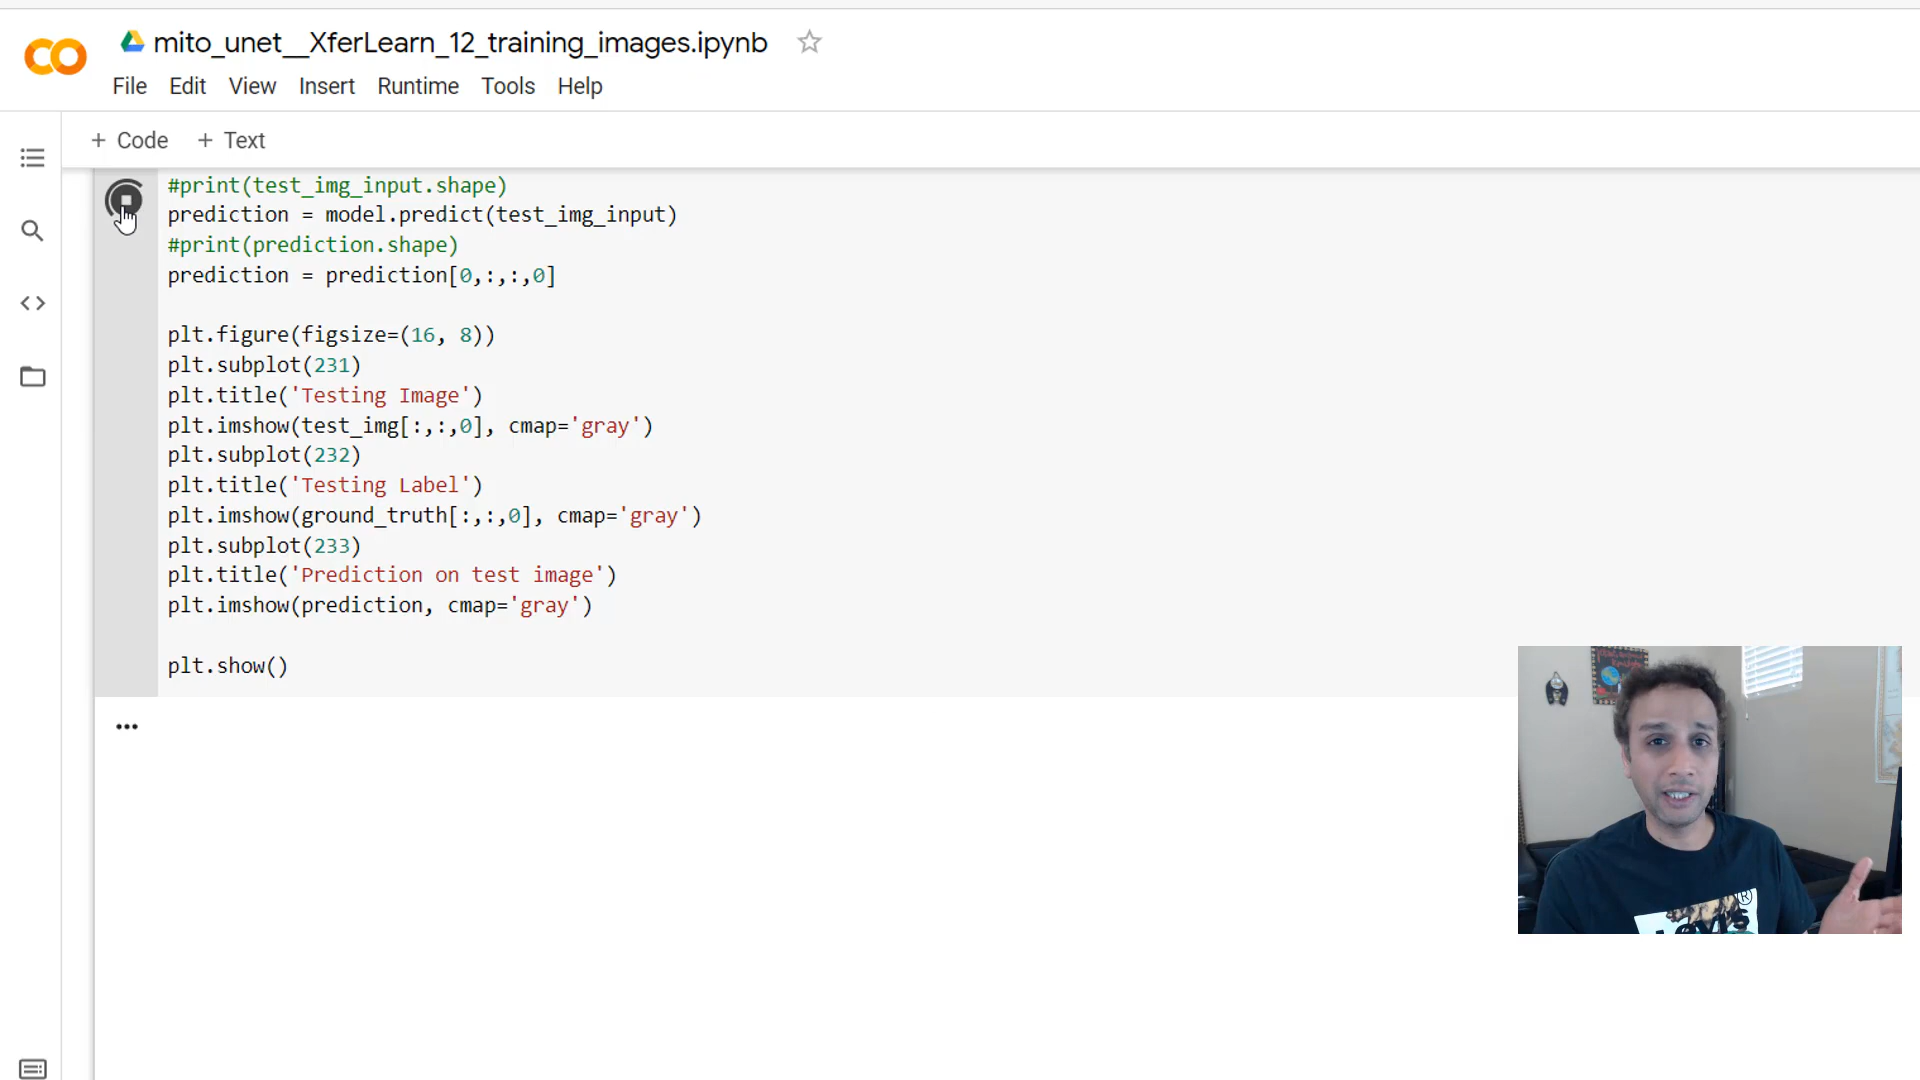 mito_unet__XferLearn_12_training_images.ipynb
File Edit View Insert Runtime Tools Help
+ Code + Text
#print(test_img_input.shape)
prediction = model.predict(test_img_input)
#print(prediction.shape)
prediction = prediction[0,:,:,0]
plt.figure(figsize=(16, 8))
plt.subplot(231)
plt.title('Testing Image')
plt.imshow(test_img[:,:,0], cmap='gray')
plt.subplot(232)
plt.title('Testing Label')
plt.imshow(ground_truth[:,:,0], cmap='gray')
plt.subplot(233)
plt.title('Prediction on test image')
plt.imshow(prediction, cmap='gray')
plt.show()